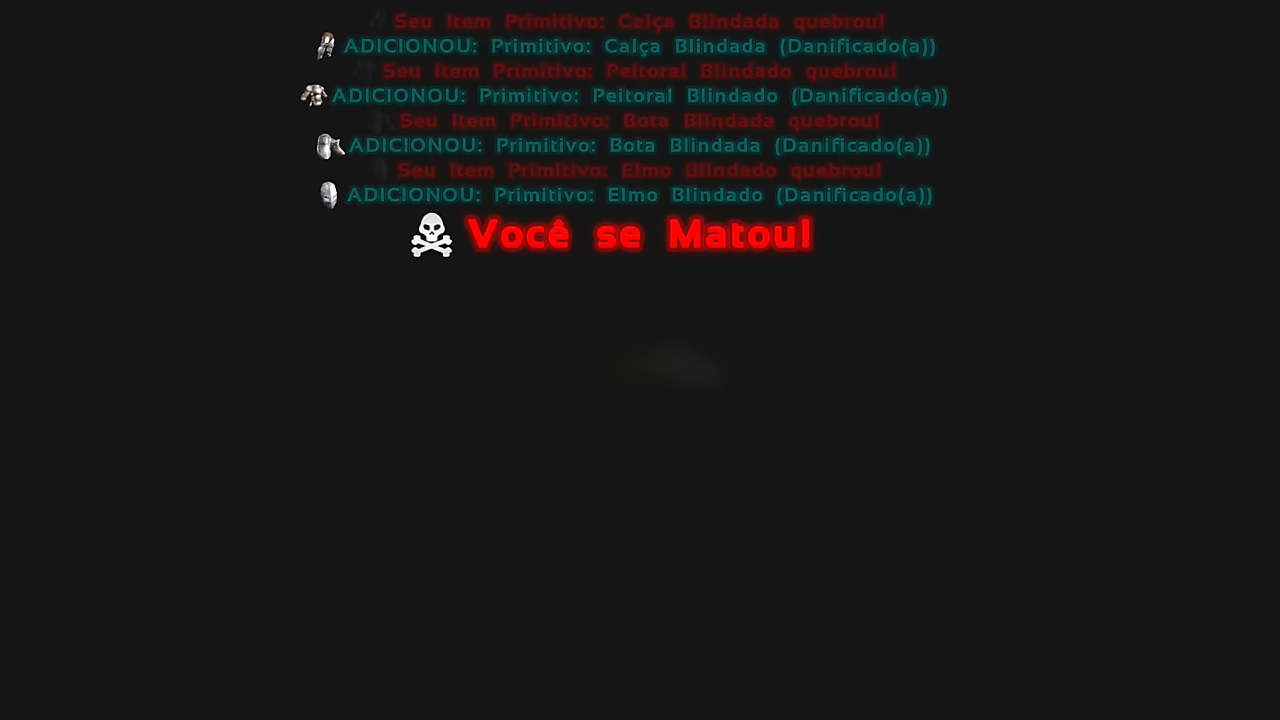 Seu Item Primitivo: Calça Blindada quebrou!
ADICIONOU: Primitivo: Calça Blindada (Danificado(a))
Seu Item Primitivo: Peitoral Blindado quebrou!
ADICIONOU: Primitivo: Peitoral Blindado (Danificado(a))
Seu Item Primitivo: Bota Blindada quebrou!
ADICIONOU: Primitivo: Bota Blindada (Danificado(a))
Seu Item Primitivo: Elmo Blindado quebrou!
ADICIONOU: Primitivo: Elmo Blindado (Danificado(a))
Você se Matou!